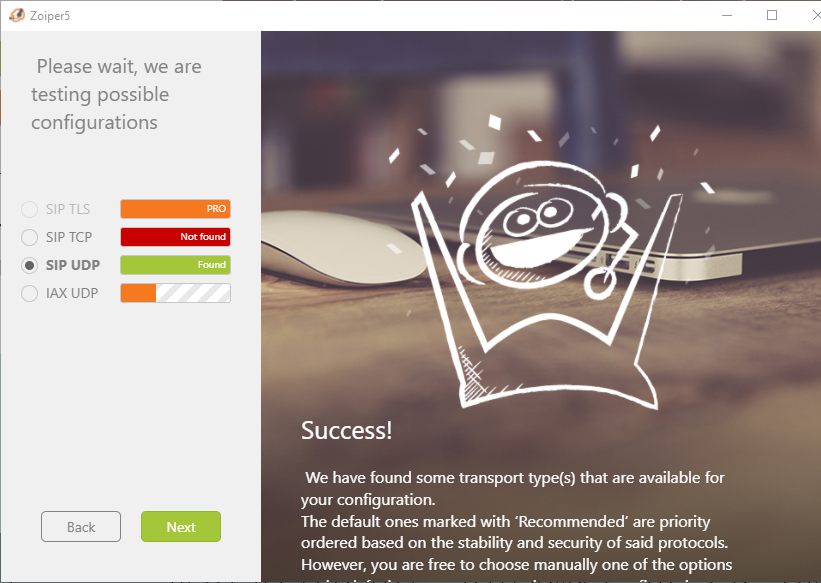 Zoiper5
Please wait, we are
testing possible
configurations
SIP TLS PRO
SIP TCP Not found
SIP UDP Found
IAX UDP
Back Next
Success!
We have found some transport type(s) that are available for
your configuration.
The default ones marked with ‘Recommended’ are priority
ordered based on the stability and security of said protocols.
However, you are free to choose manually one of the options